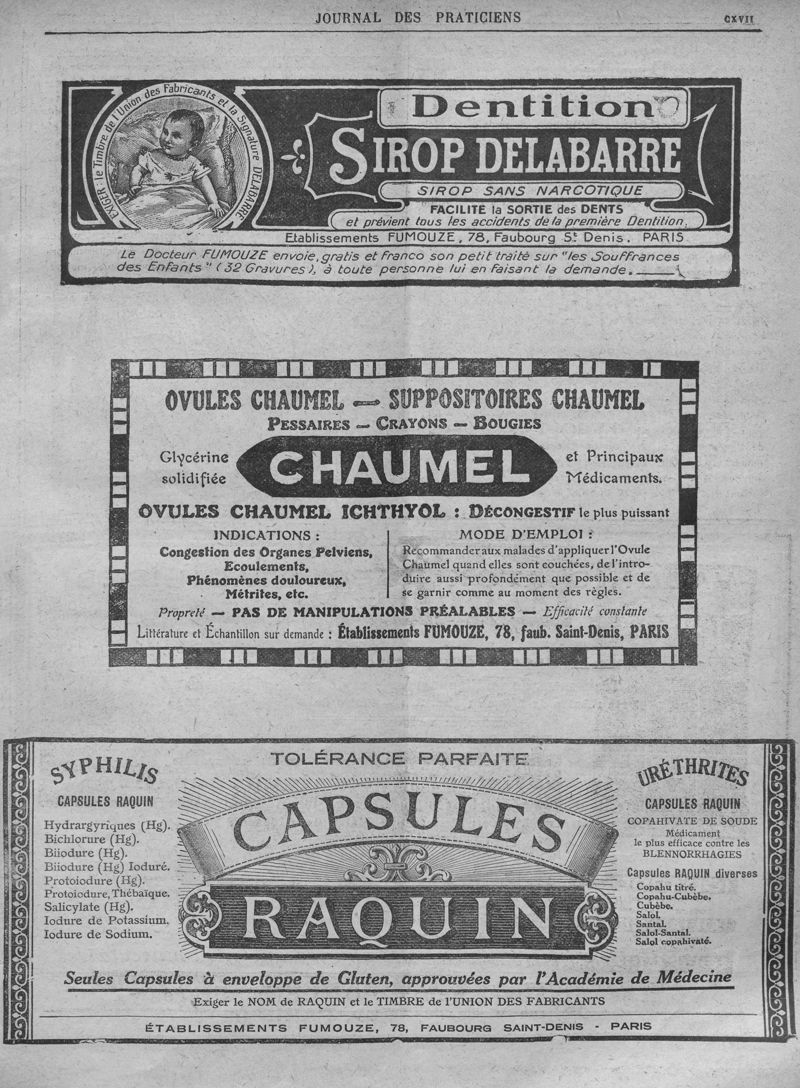 JOURNAL DES PRATICIENS
CXVII
EXIGER le Timbre de l'Union des Fabricants et la Signature DELABARRE
Dentition
SIROP DELABARRE
SIROP SANS NARCOTIQUE
FACILITE la SORTIE des DENTS
et prévient tous les accidents de la première Dentition.
Etablissements FUMOUZE, 78, Faubourg St Denis. PARIS
Le Docteur FUMOUZE envoie, gratis et franco son petit traité sur "les Souffrances
des Enfants" (32 Gravures), à toute personne lui en faisant la demande.
OVULES CHAUMEL — SUPPOSITOIRES CHAUMEL
PESSAIRES — CRAYONS — BOUGIES
Glycérine
solidifiée
CHAUMEL
et Principaux
Médicaments.
OVULES CHAUMEL ICHTHYOL : DÉCONGESTIF le plus puissant
INDICATIONS :
Congestion des Organes Pelviens,
Ecoulements,
Phénomènes douloureux,
Métrites, etc.
MODE D'EMPLOI :
Recommander aux malades d'appliquer l'Ovule
Chaumel quand elles sont couchées, de l'intro-
duire aussi profondément que possible et de
se garnir comme au moment des règles.
Propreté — PAS DE MANIPULATIONS PRÉALABLES — Efficacité constante
Littérature et Échantillon sur demande : Établissements FUMOUZE, 78, faub. Saint-Denis, PARIS
TOLÉRANCE PARFAITE
SYPHILIS
CAPSULES RAQUIN
Hydrargyriques (Hg).
Bichlorure (Hg).
Biiodure (Hg).
Biiodure (Hg) Ioduré.
Protoiodure (Hg).
Protoiodure, Thébaïque.
Salicylate (Hg).
Iodure de Potassium.
Iodure de Sodium.
CAPSULES
RAQUIN
URÉTHRITES
CAPSULES RAQUIN
COPAHIVATE DE SOUDE
Médicament
le plus efficace contre les
BLENNORRHAGIES
Capsules RAQUIN diverses
Copahu titré.
Copahu-Cubèbe.
Cubèbe.
Salol.
Santal.
Salol-Santal.
Salol copahivaté.
Seules Capsules à enveloppe de Gluten, approuvées par l'Académie de Médecine
Exiger le NOM de RAQUIN et le TIMBRE de l'UNION DES FABRICANTS
ÉTABLISSEMENTS FUMOUZE, 78, FAUBOURG SAINT-DENIS - PARIS